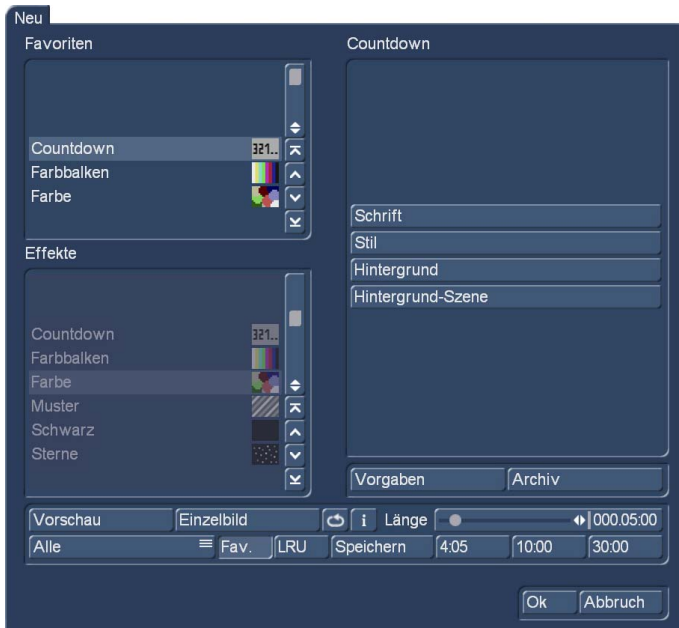 Neu
Favoriten
Countdown 321..
Farbbalken
Farbe
Effekte
Countdown 321..
Farbbalken
Farbe
Muster
Schwarz
Sterne
Countdown
Schrift
Stil
Hintergrund
Hintergrund-Szene
Vorgaben Archiv
Vorschau Einzelbild i Länge 000.05:00
Alle Fav. LRU Speichern 4:05 10:00 30:00
Ok Abbruch